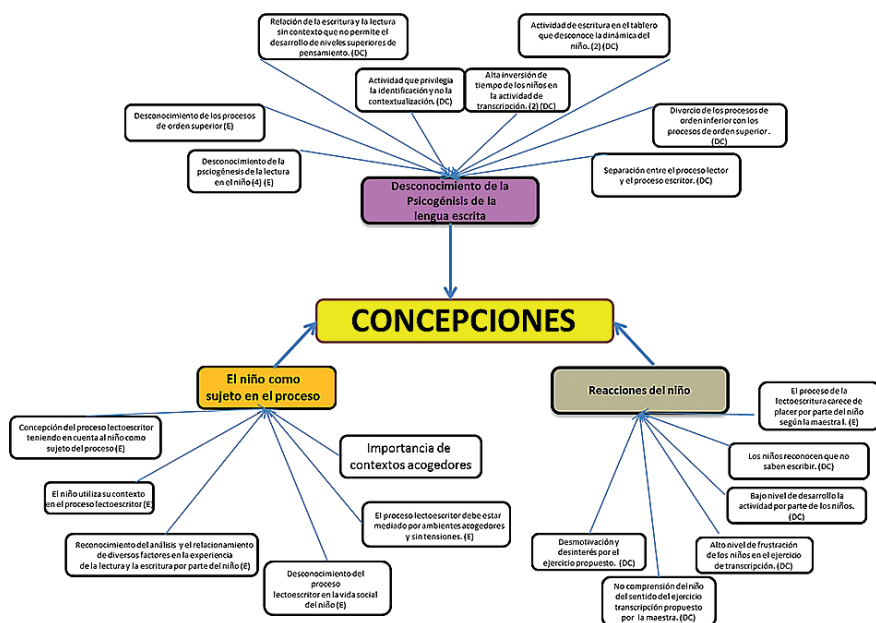 Relación de la escritura y la lectura
sin contexto que no permite el
desarrollo de niveles superiores de
pensamiento. (DC)
Actividad de escritura en el tablero
que desconoce la dinámica del
niño. (2) (DC)
Actividad que privilegia
la identificación y no la
contextualización. (DC)
Alta inversión de
tiempo de los niños en
la actividad de
transcripción. (2) (DC)
Desconocimiento de los procesos
de orden superior (E)
Divorcio de los procesos de
orden inferior con los
procesos de orden superior.
(DC)
Desconocimiento de la
psciogénesis de la lectura
en el niño (4) (E)
Separación entre el proceso lector
y el proceso escritor. (DC)
Desconocimiento de la
Psicogénisis de la
lengua escrita
CONCEPCIONES
El niño como
sujeto en el proceso
Reacciones del niño
Concepción del proceso lectoescritor
teniendo en cuenta al niño como
sujeto del proceso (E)
Importancia de
contextos acogedores
El niño utiliza su contexto
en el proceso lectoescritor (E)
El proceso lectoescritor debe estar
mediado por ambientes acogedores
y sin tensiones. (E)
Reconocimiento del análisis y el relacionamiento
de diversos factores en la experiencia
de la lectura y la escritura por parte del niño (E)
Desconocimiento del
proceso
lectoescritor en la vida social
del niño (E)
El proceso de la
lectoescritura carece de
placer por parte del niño
según la maestra l. (E)
Los niños reconocen que no
saben escribir. (DC)
Bajo nivel de desarrollo la
actividad por parte de los niños.
(DC)
Alto nivel de frustración
de los niños en el ejercicio
de transcripción. (DC)
Desmotivación y
desinterés por el
ejercicio propuesto. (DC)
No comprensión del niño
del sentido del ejercicio
transcripción propuesto
por la maestra. (DC)